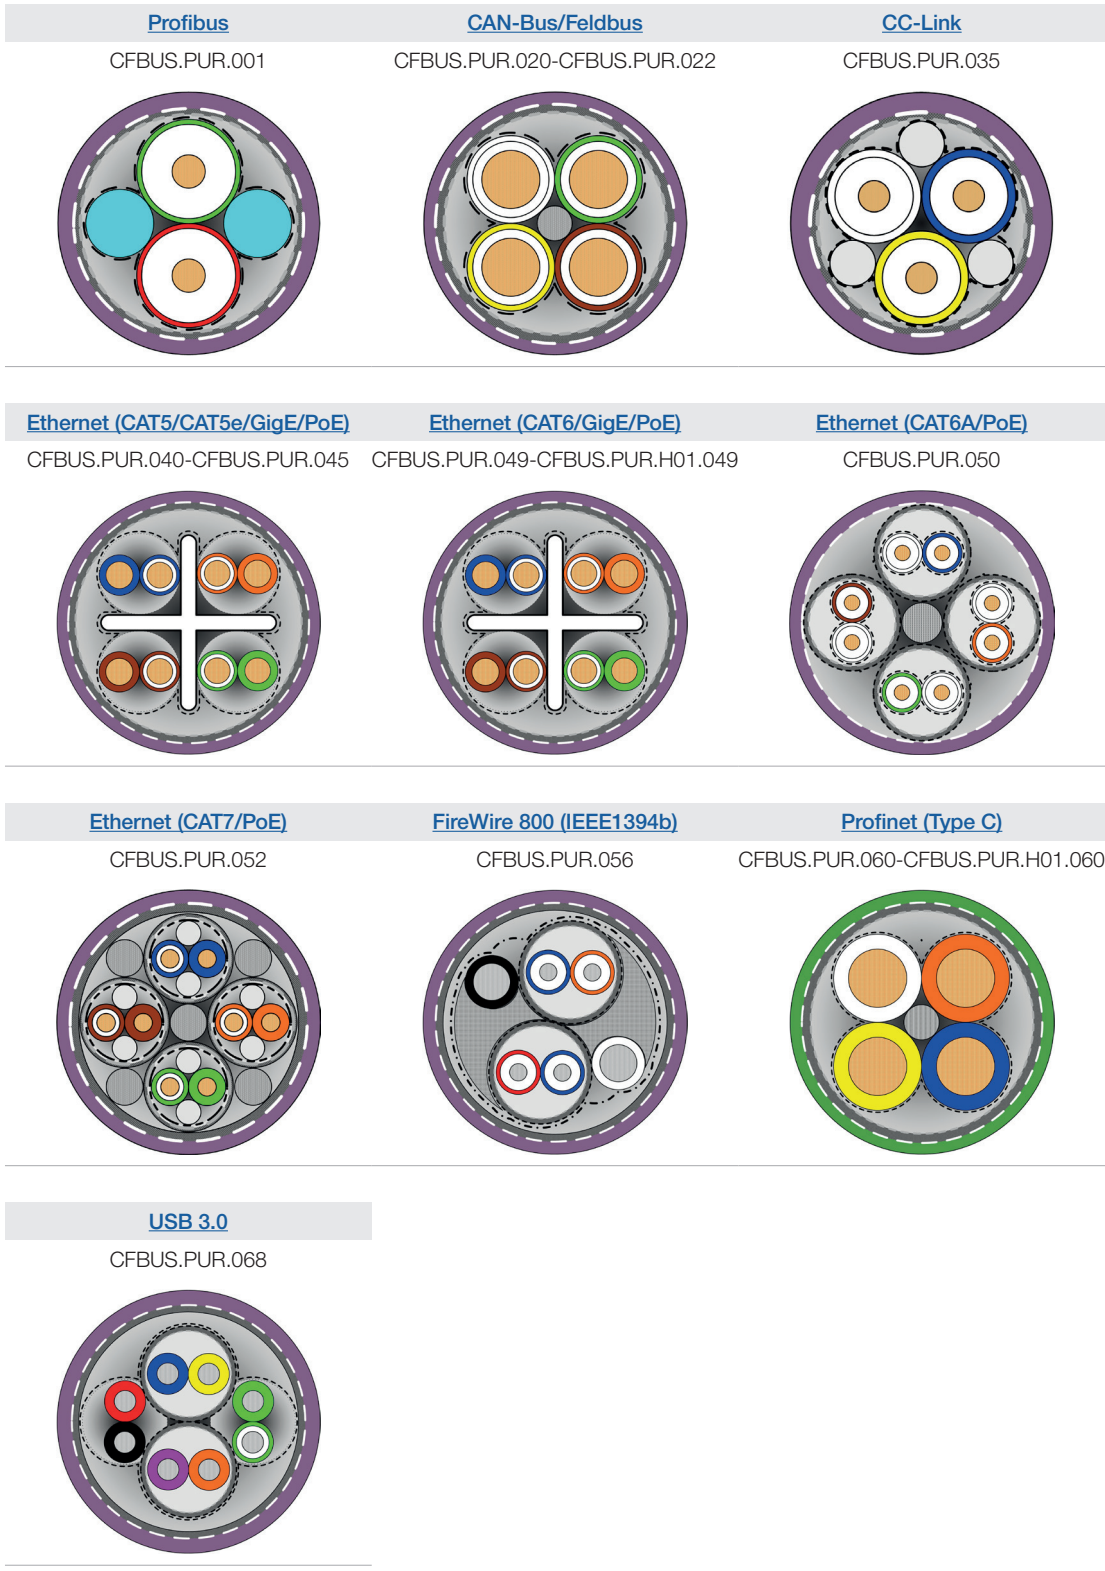 Profibus
CAN-Bus/Feldbus
CC-Link
CFBUS.PUR.001
CFBUS.PUR.020-CFBUS.PUR.022
CFBUS.PUR.035
Ethernet (CAT5/CAT5e/GigE/PoE)
Ethernet (CAT6/GigE/PoE)
Ethernet (CAT6A/PoE)
CFBUS.PUR.040-CFBUS.PUR.045
CFBUS.PUR.049-CFBUS.PUR.H01.049
CFBUS.PUR.050
Ethernet (CAT7/PoE)
FireWire 800 (IEEE1394b)
Profinet (Type C)
CFBUS.PUR.052
CFBUS.PUR.056
CFBUS.PUR.060-CFBUS.PUR.H01.060
USB 3.0
CFBUS.PUR.068